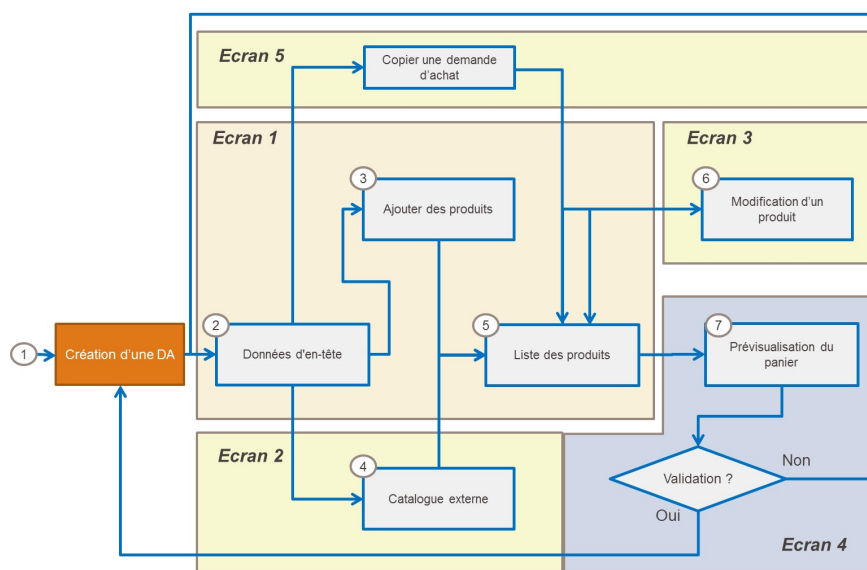 Ecran 5
Copier une demande
d'achat
Ecran 1
Ecran 3
3
Ajouter des produits
6
Modification d'un
produit
1
Création d'une DA
2
Données d'en-tête
5
Liste des produits
7
Prévisualisation du
panier
Ecran 2
4
Catalogue externe
Validation ?
Non
Oui
Ecran 4